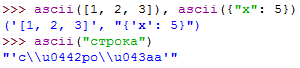 >>> ascii([1, 2, 3]), ascii({"x": 5})
('[1, 2, 3]', "{'x': 5}")
>>> ascii("строка")
"'c\\u0442po\\u043aa'"